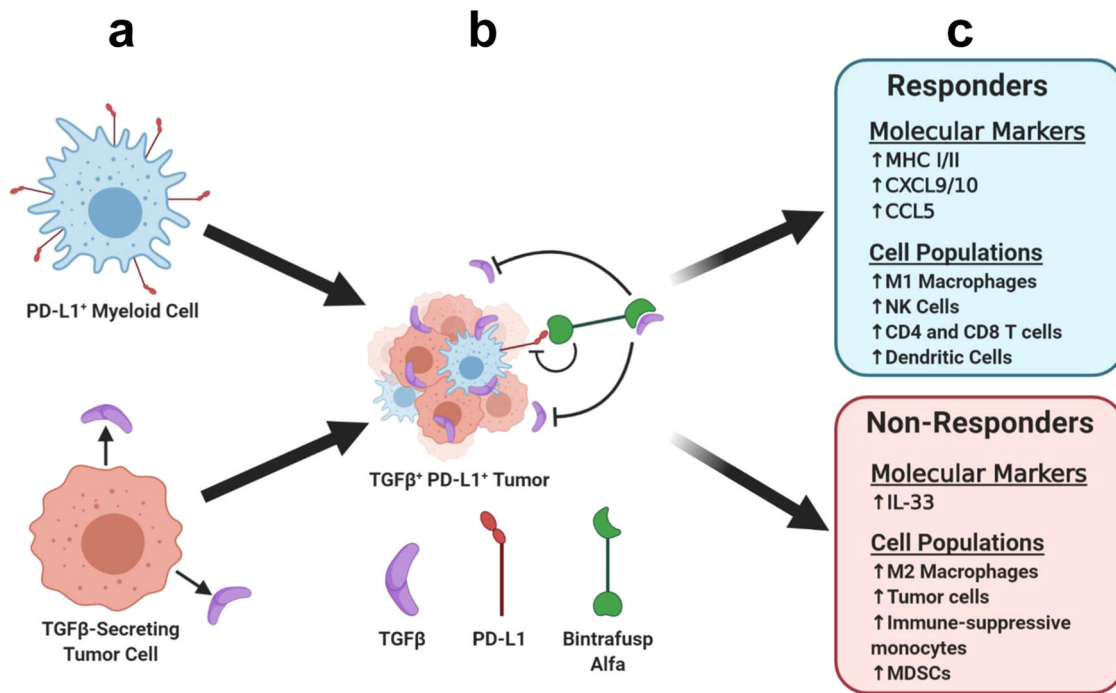 a
b
c
PD-L1⁺ Myeloid Cell
TGFβ-Secreting
Tumor Cell
TGFβ⁺ PD-L1⁺ Tumor
TGFβ
PD-L1
Bintrafusp
Alfa
Responders
Molecular Markers
↑MHC I/II
↑CXCL9/10
↑CCL5
Cell Populations
↑M1 Macrophages
↑NK Cells
↑CD4 and CD8 T cells
↑Dendritic Cells
Non-Responders
Molecular Markers
↑IL-33
Cell Populations
↑M2 Macrophages
↑Tumor cells
↑Immune-suppressive
monocytes
↑MDSCs